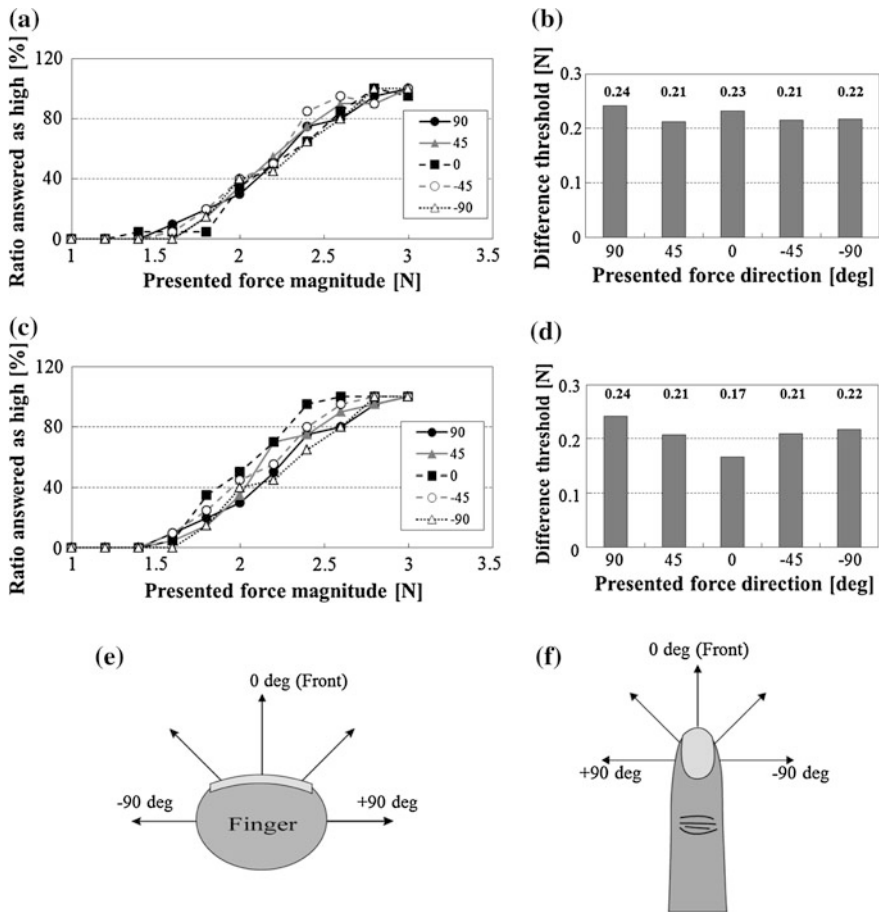 (a)
Ratio answered as high [%]
120
80
40
0
1 1.5 2 2.5 3 3.5
Presented force magnitude [N]
90
45
0
-45
-90
(b)
Difference threshold [N]
0.3
0.2
0.1
0
0.24 0.21 0.23 0.21 0.22
90 45 0 -45 -90
Presented force direction [deg]
(c)
Ratio answered as high [%]
120
80
40
0
1 1.5 2 2.5 3 3.5
Presented force magnitude [N]
90
45
0
-45
-90
(d)
Difference threshold [N]
0.3
0.2
0.1
0
0.24 0.21 0.17 0.21 0.22
90 45 0 -45 -90
Presented force direction [deg]
(e)
0 deg (Front)
-90 deg
+90 deg
Finger
(f)
0 deg (Front)
+90 deg
-90 deg